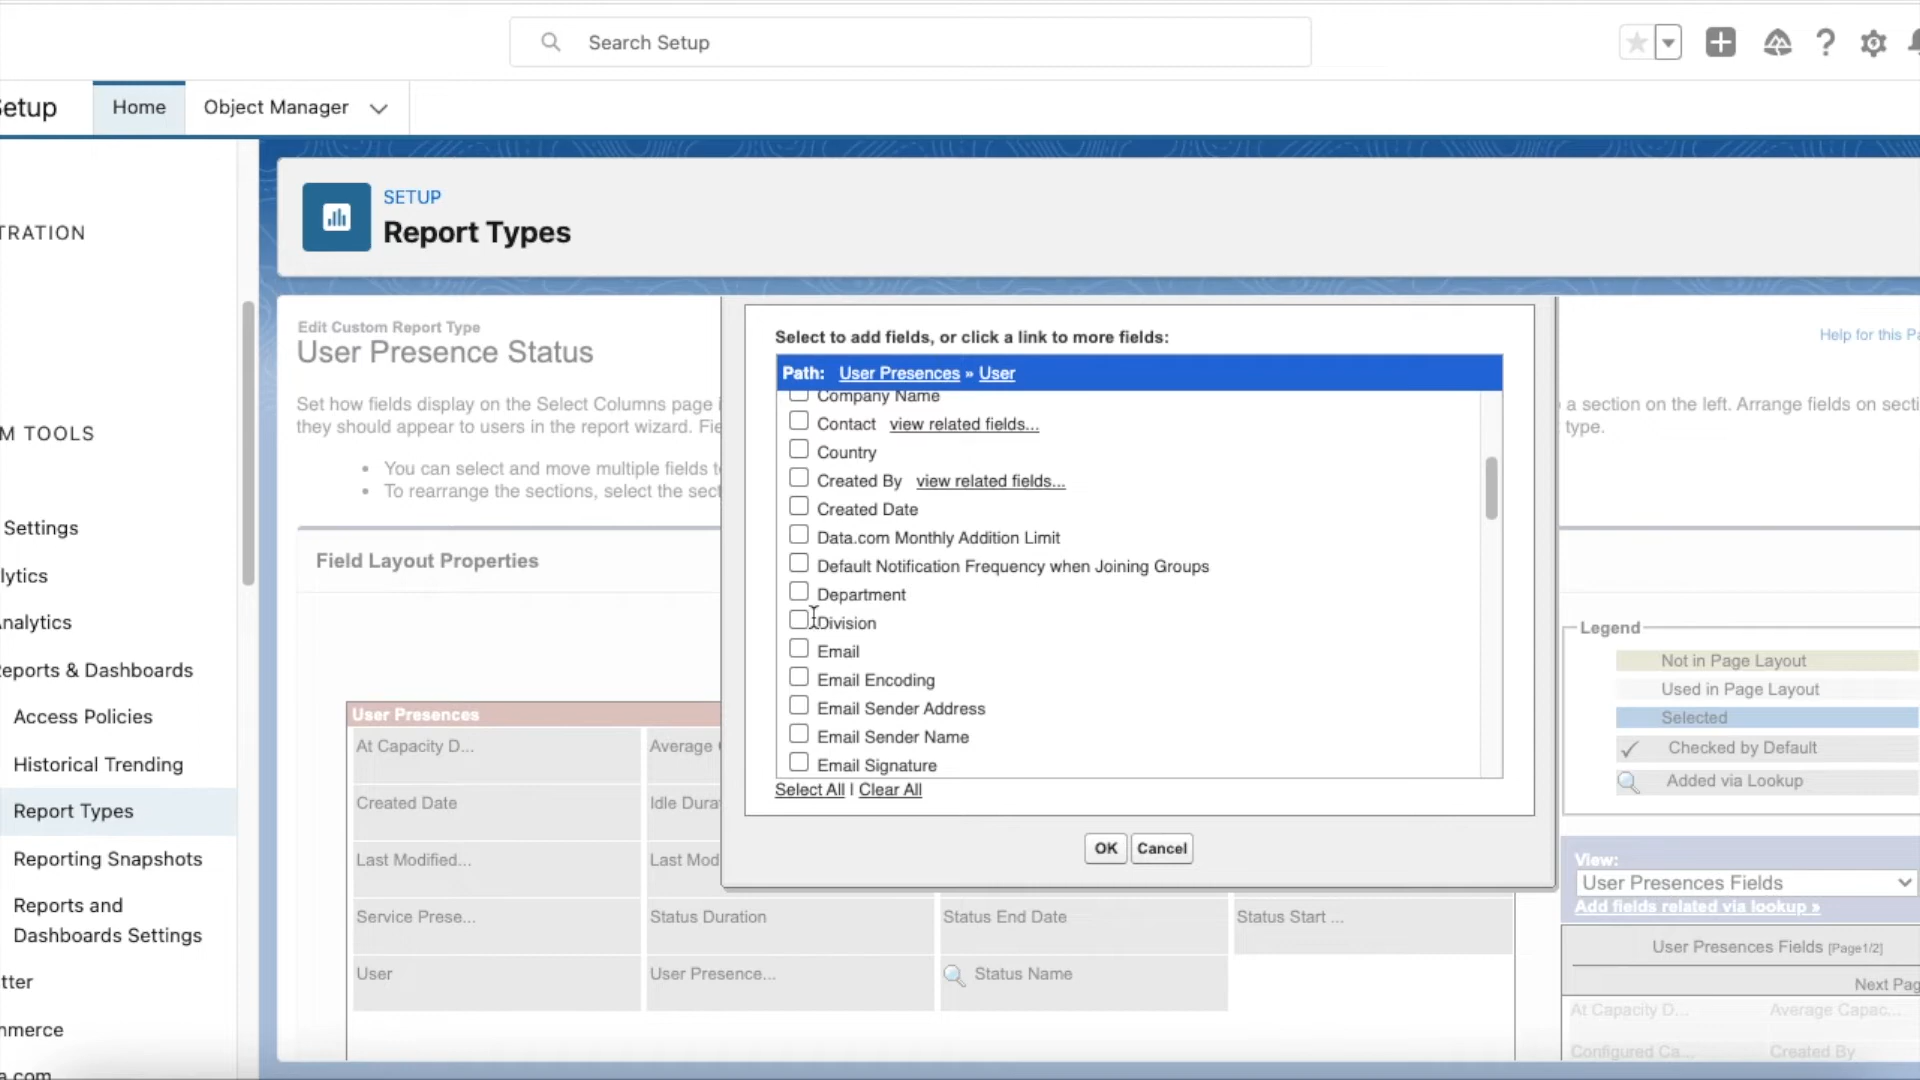 Search Setup
Setup
Home
Object Manager
TRATION
SETUP
Report Types
Edit Custom Report Type
User Presence Status
Help for this Pa
Set how fields display on the Select Columns page i
a section on the left. Arrange fields on secti
they should appear to users in the report wizard. Fie
type.
• You can select and move multiple fields t
• To rearrange the sections, select the sect
M TOOLS
Settings
lytics
nalytics
eports & Dashboards
Access Policies
Historical Trending
Report Types
Reporting Snapshots
Reports and
Dashboards Settings
tter
mmerce
a.com
Field Layout Properties
User Presences
At Capacity D...
Average C
Created Date
Idle Dura
Last Modified...
Last Mod
Service Prese...
Status Duration
Status End Date
Status Start ...
User
User Presence...
Status Name
Select to add fields, or click a link to more fields:
Path: User Presences » User
Company Name
Contact view related fields...
Country
Created By view related fields...
Created Date
Data.com Monthly Addition Limit
Default Notification Frequency when Joining Groups
Department
Division
Email
Email Encoding
Email Sender Address
Email Sender Name
Email Signature
Select All | Clear All
OK
Cancel
Legend
Not in Page Layout
Used in Page Layout
Selected
Checked by Default
Added via Lookup
View:
User Presences Fields
Add fields related via lookup »
User Presences Fields [Page1/2]
Next Pag
At Capacity D...
Average Capac...
Configured Ca...
Created By